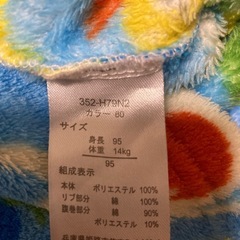 352-H79N2
カラー 60
サイズ
身長 95
体重 14kg
95
組成表示
本体 ポリエステル 100%
リブ部分 綿 100%
腹巻部分 綿 90%
ポリエステル 10%